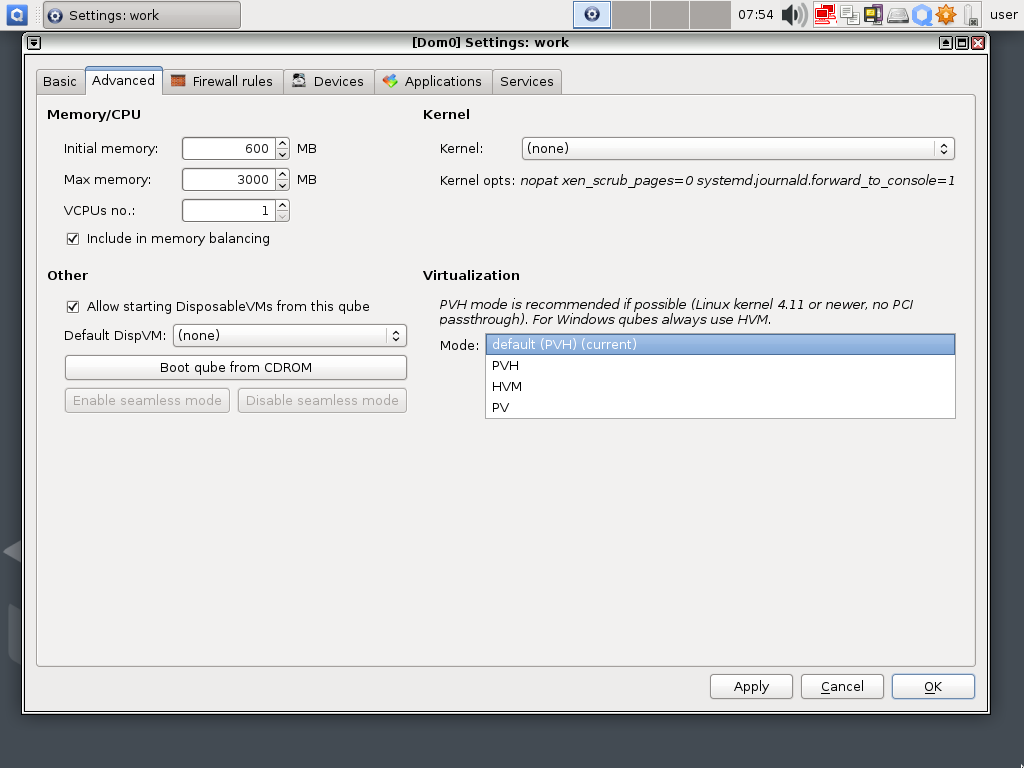 Settings: work
07:54
user
[Dom0] Settings: work
Basic
Advanced
Firewall rules
Devices
Applications
Services
Memory/CPU
Initial memory: 600 MB
Max memory: 3000 MB
VCPUs no.: 1
Include in memory balancing
Kernel
Kernel: (none)
Kernel opts: nopat xen_scrub_pages=0 systemd.journald.forward_to_console=1
Other
Allow starting DisposableVMs from this qube
Default DispVM: (none)
Boot qube from CDROM
Enable seamless mode
Disable seamless mode
Virtualization
PVH mode is recommended if possible (Linux kernel 4.11 or newer, no PCI
passthrough). For Windows qubes always use HVM.
Mode: default (PVH) (current)
PVH
HVM
PV
Apply
Cancel
OK